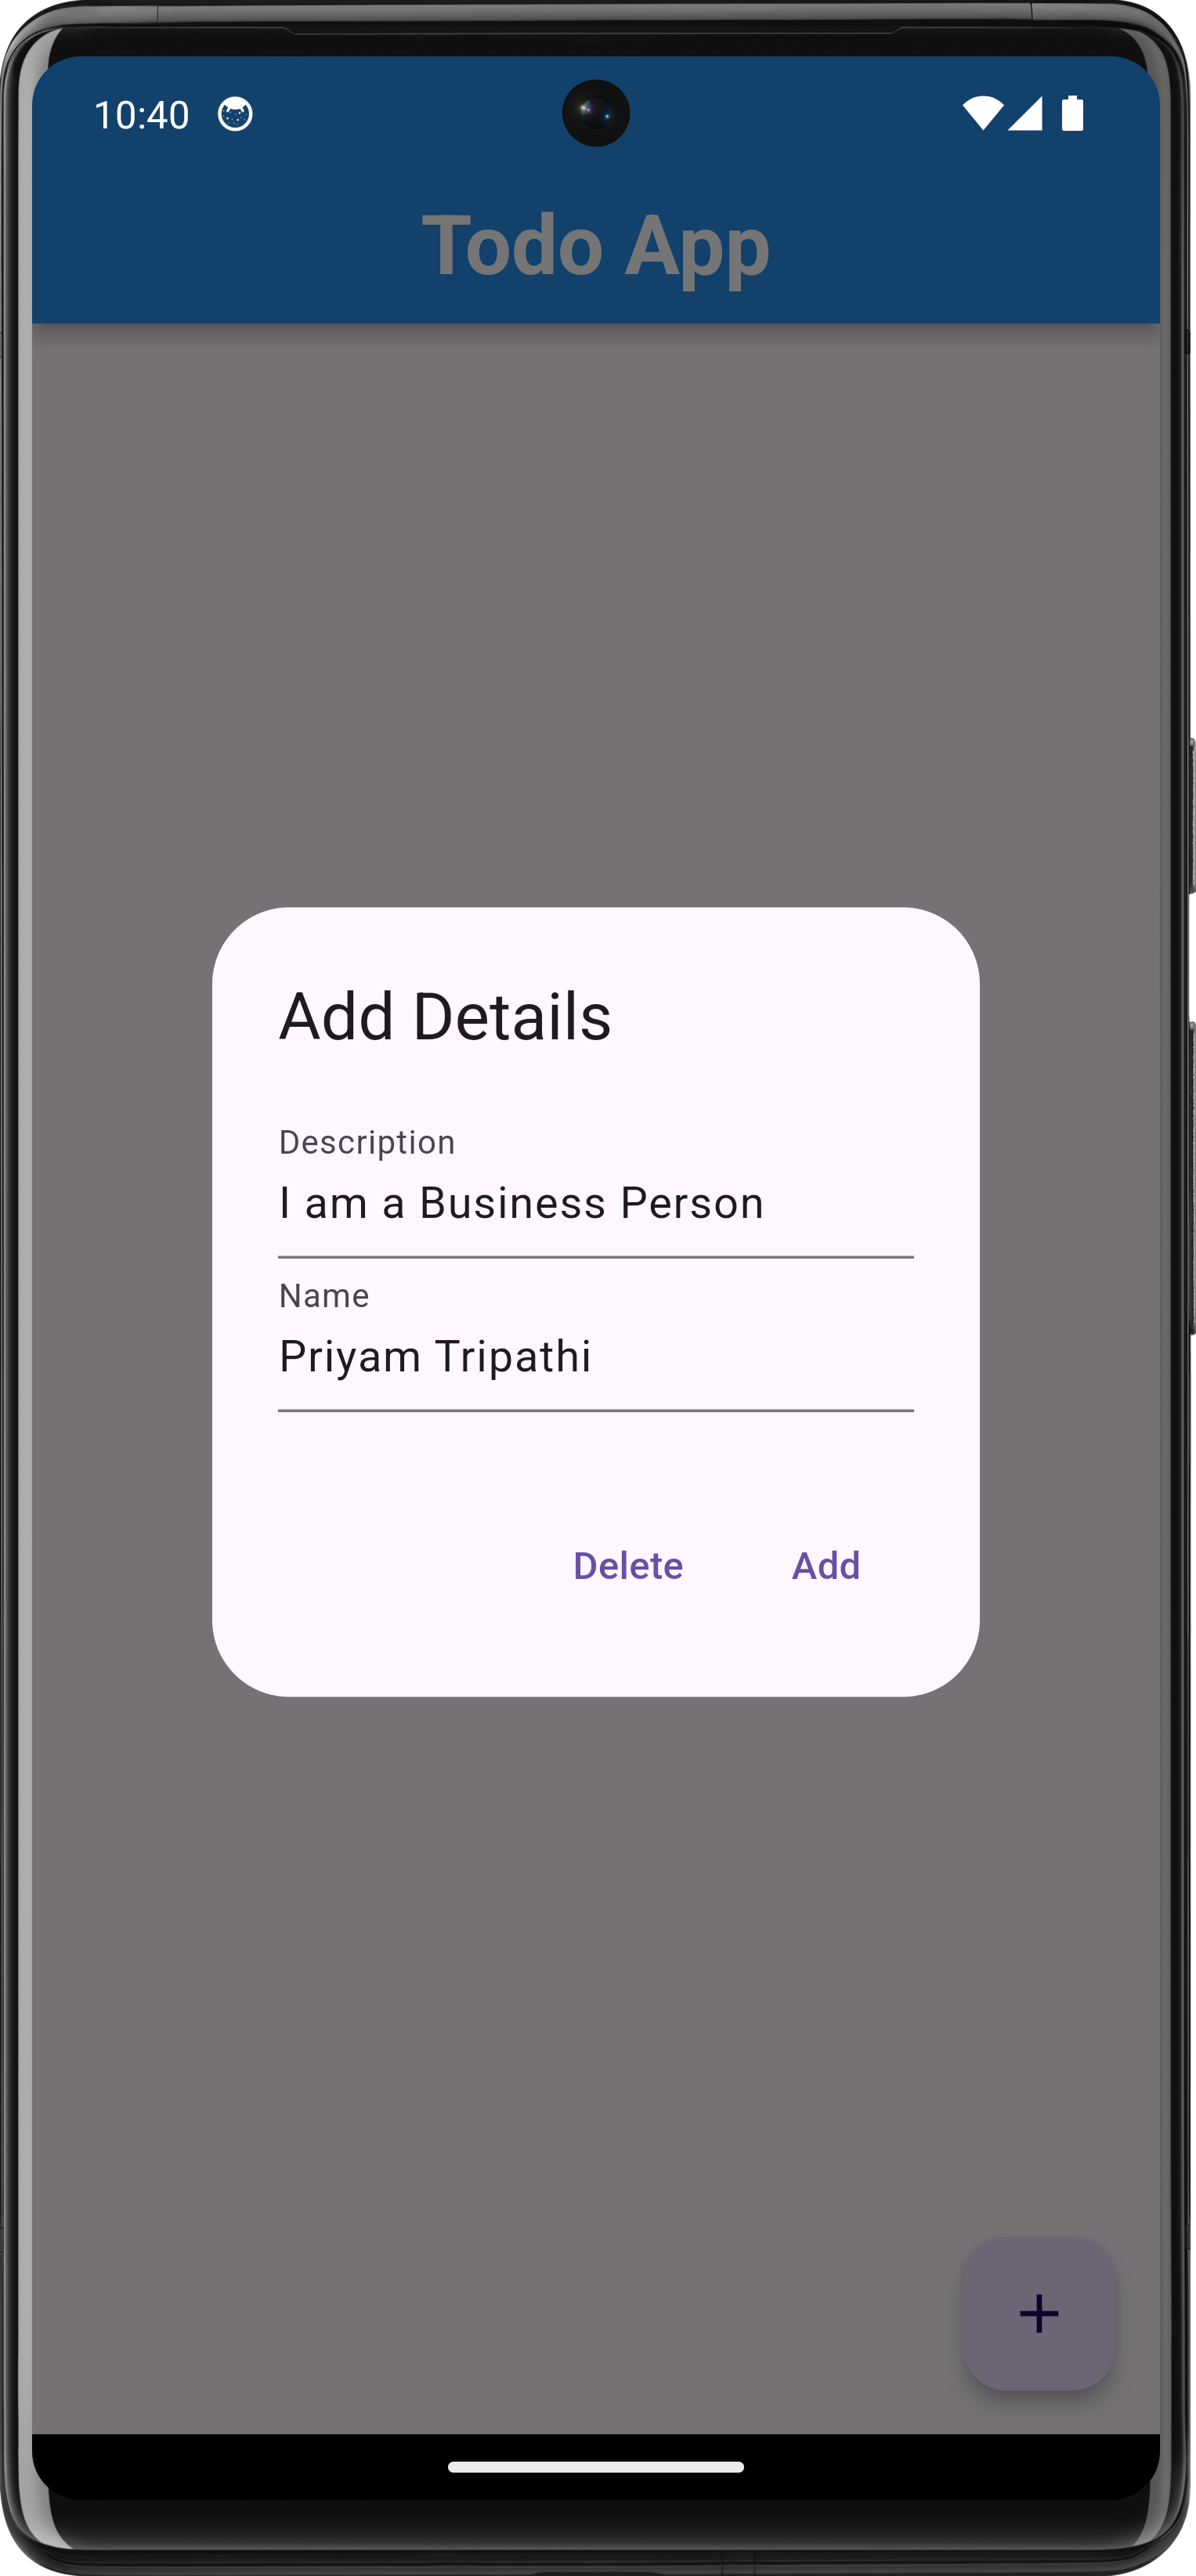 10:40
Todo App
Add Details
Description
I am a Business Person
Name
Priyam Tripathi
Delete Add